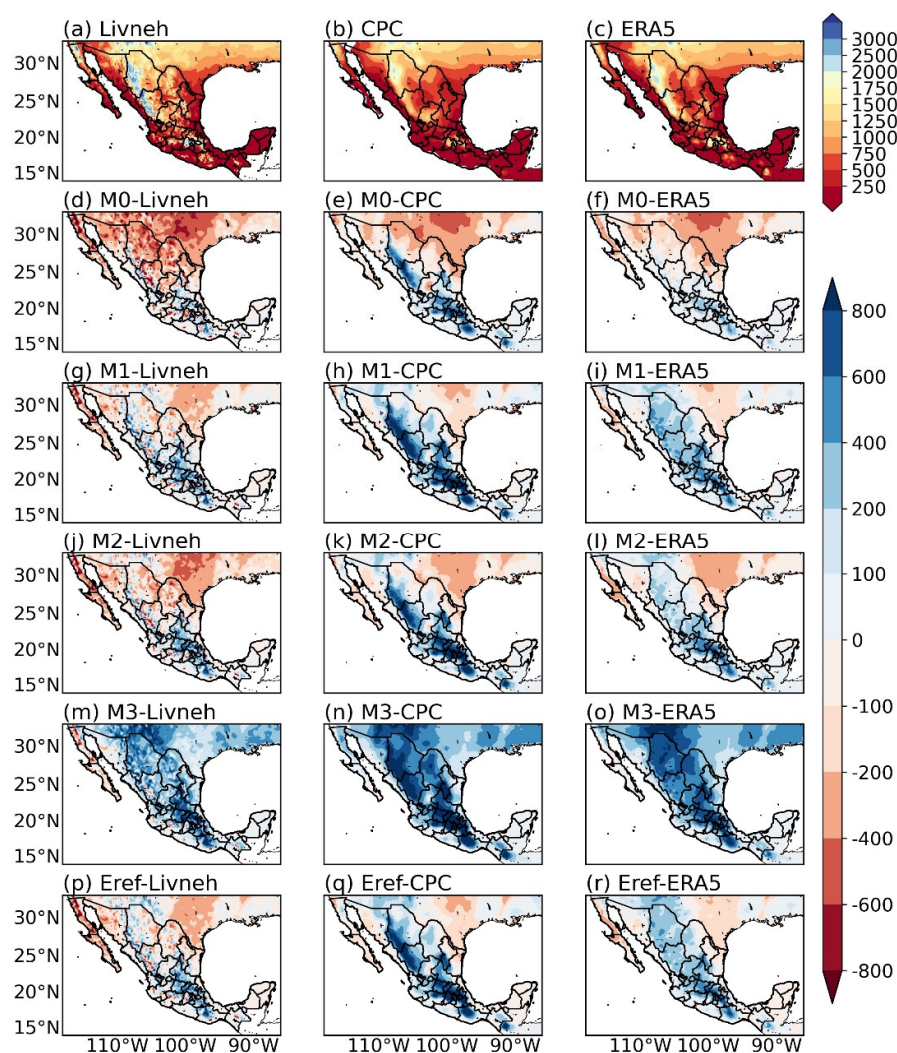 (a) Livneh (b) CPC (c) ERA5
30°N
25°N
20°N
15°N
3000
2500
2000
1750
1500
1250
1000
750
500
250
(d) M0-Livneh (e) M0-CPC (f) M0-ERA5
30°N
25°N
20°N
15°N
(g) M1-Livneh (h) M1-CPC (i) M1-ERA5
30°N
25°N
20°N
15°N
(j) M2-Livneh (k) M2-CPC (l) M2-ERA5
30°N
25°N
20°N
15°N
(m) M3-Livneh (n) M3-CPC (o) M3-ERA5
30°N
25°N
20°N
15°N
(p) Eref-Livneh (q) Eref-CPC (r) Eref-ERA5
30°N
25°N
20°N
15°N
110°W 100°W 90°W 110°W 100°W 90°W 110°W 100°W 90°W
800
600
400
200
100
0
-100
-200
-400
-600
-800